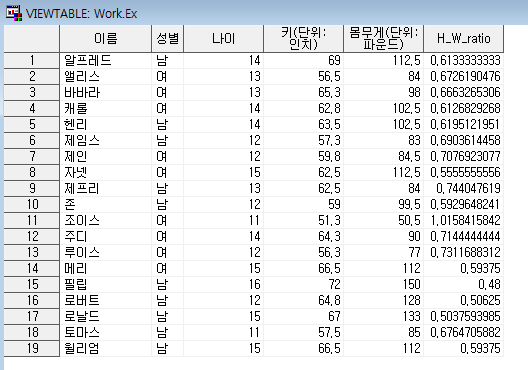 VIEWTABLE: Work.Ex
이름 성별 나이 키(단위: 인치) 몸무게(단위: 파운드) H_W_ratio
1 알프레드 남 14 69 112,5 0,6133333333
2 앨리스 여 13 56,5 84 0,6726190476
3 바바라 여 13 65,3 98 0,6663265306
4 캐롤 여 14 62,8 102,5 0,6126829268
5 헨리 남 14 63,5 102,5 0,6195121951
6 제임스 남 12 57,3 83 0,6903614458
7 제인 여 12 59,8 84,5 0,7076923077
8 자넷 여 15 62,5 112,5 0,5555555556
9 제프리 남 13 62,5 84 0,744047619
10 존 남 12 59 99,5 0,5929648241
11 조이스 여 11 51,3 50,5 1,0158415842
12 주디 여 14 64,3 90 0,7144444444
13 루이스 여 12 56,3 77 0,7311688312
14 메리 여 15 66,5 112 0,59375
15 필립 남 16 72 150 0,48
16 로버트 남 12 64,8 128 0,50625
17 로날드 남 15 67 133 0,5037593985
18 토마스 남 11 57,5 85 0,6764705882
19 윌리엄 남 15 66,5 112 0,59375